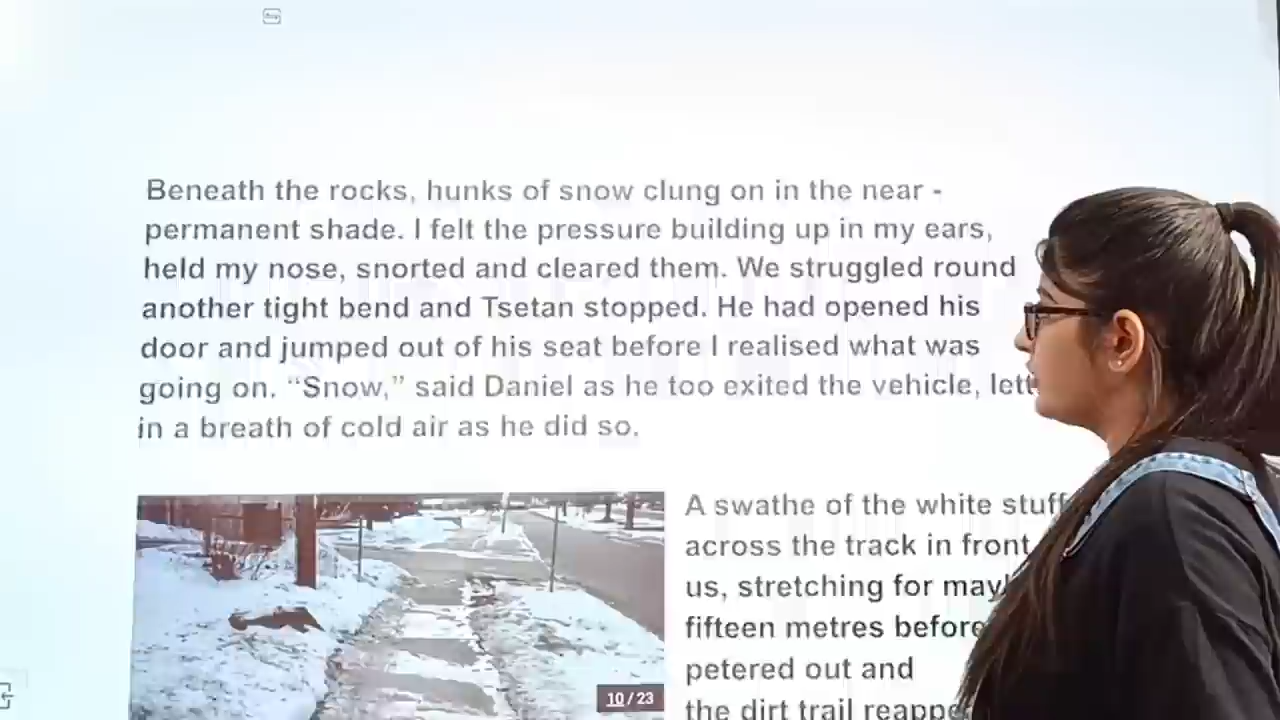 Beneath the rocks, hunks of snow clung on in the near -
permanent shade. I felt the pressure building up in my ears,
held my nose, snorted and cleared them. We struggled round
another tight bend and Tsetan stopped. He had opened his
door and jumped out of his seat before I realised what was
going on. “Snow,” said Daniel as he too exited the vehicle,
in a breath of cold air as he did so.
A swathe of the white stuff
across the track in front
us, stretching for
fifteen metres before
petered out and
the dirt trail
10 / 23